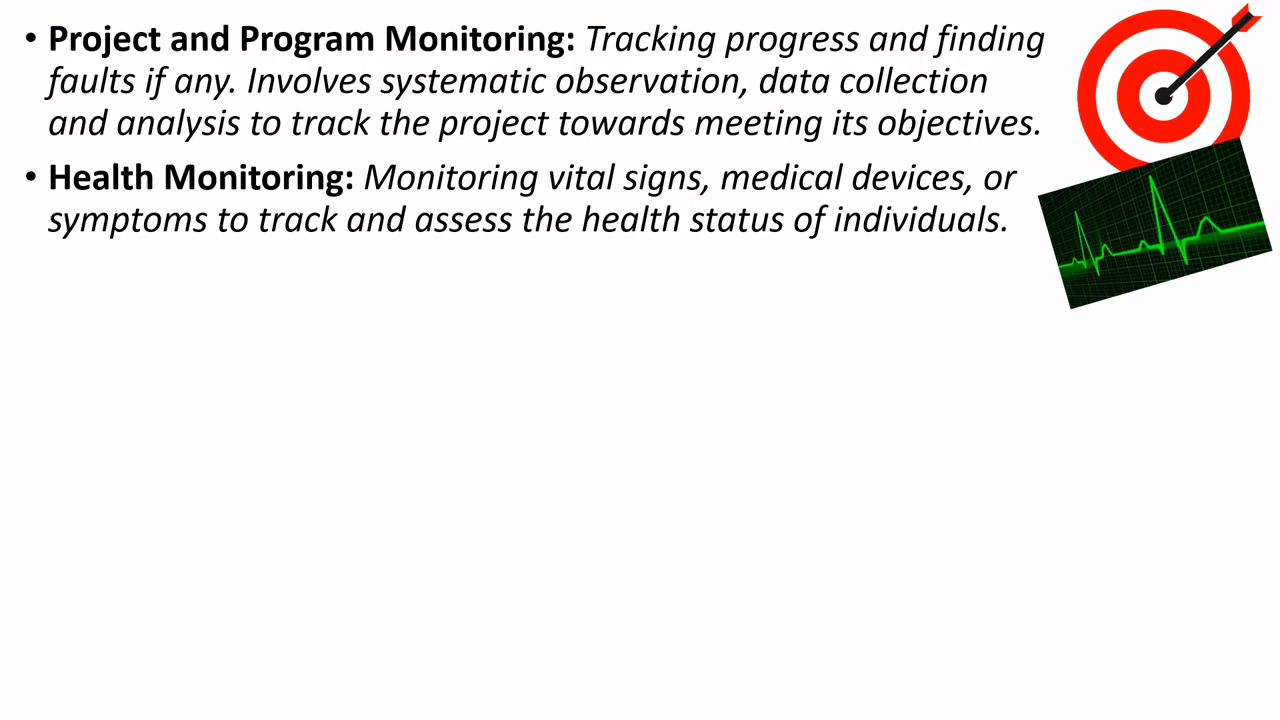 • Project and Program Monitoring: Tracking progress and finding
faults if any. Involves systematic observation, data collection
and analysis to track the project towards meeting its objectives.
• Health Monitoring: Monitoring vital signs, medical devices, or
symptoms to track and assess the health status of individuals.